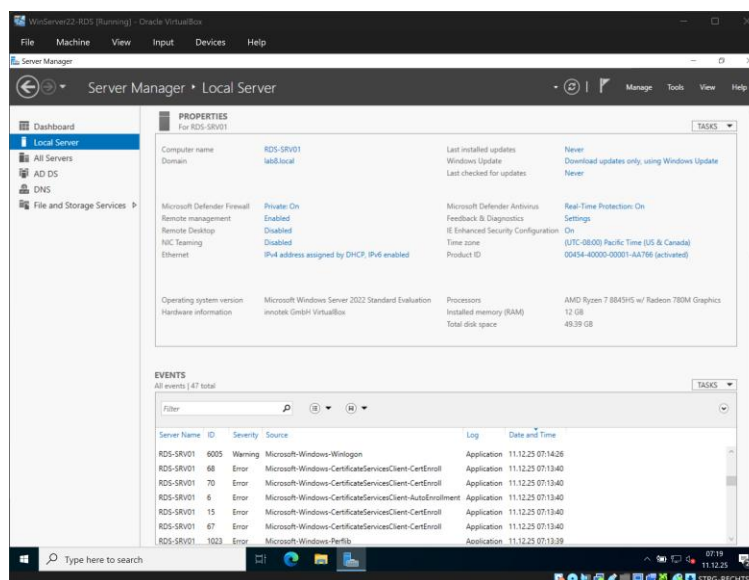 WinServer22-RDS [Running] - Oracle VirtualBox
File Machine View Input Devices Help
Server Manager
Server Manager ‣ Local Server
Manage Tools View Help
Dashboard
Local Server
All Servers
AD DS
DNS
File and Storage Services
PROPERTIES
For RDS-SRV01
TASKS
Computer name RDS-SRV01 Last installed updates Never
Domain lab8.local Windows Update Download updates only, using Windows Update
Last checked for updates Never
Microsoft Defender Firewall Private: On Microsoft Defender Antivirus Real-Time Protection: On
Remote management Enabled Feedback & Diagnostics Settings
Remote Desktop Disabled IE Enhanced Security Configuration On
NIC Teaming Disabled Time zone (UTC-08:00) Pacific Time (US & Canada)
Ethernet IPv4 address assigned by DHCP, IPv6 enabled Product ID 00454-40000-00001-AA766 (activated)
Operating system version Microsoft Windows Server 2022 Standard Evaluation Processors AMD Ryzen 7 8845HS w/ Radeon 780M Graphics
Hardware information innotek GmbH VirtualBox Installed memory (RAM) 12 GB
Total disk space 49.39 GB
EVENTS
All events | 47 total
TASKS
Filter
Server Name ID Severity Source Log Date and Time
RDS-SRV01 6005 Warning Microsoft-Windows-Winlogon Application 11.12.25 07:14:26
RDS-SRV01 68 Error Microsoft-Windows-CertificateServicesClient-CertEnroll Application 11.12.25 07:13:40
RDS-SRV01 70 Error Microsoft-Windows-CertificateServicesClient-CertEnroll Application 11.12.25 07:13:40
RDS-SRV01 6 Error Microsoft-Windows-CertificateServicesClient-AutoEnrollment Application 11.12.25 07:13:40
RDS-SRV01 15 Error Microsoft-Windows-CertificateServicesClient-CertEnroll Application 11.12.25 07:13:40
RDS-SRV01 67 Error Microsoft-Windows-CertificateServicesClient-CertEnroll Application 11.12.25 07:13:40
RDS-SRV01 1023 Error Microsoft-Windows-Perflib Application 11.12.25 07:13:39
Type here to search
07:19
11.12.25
STRG-RECHTS